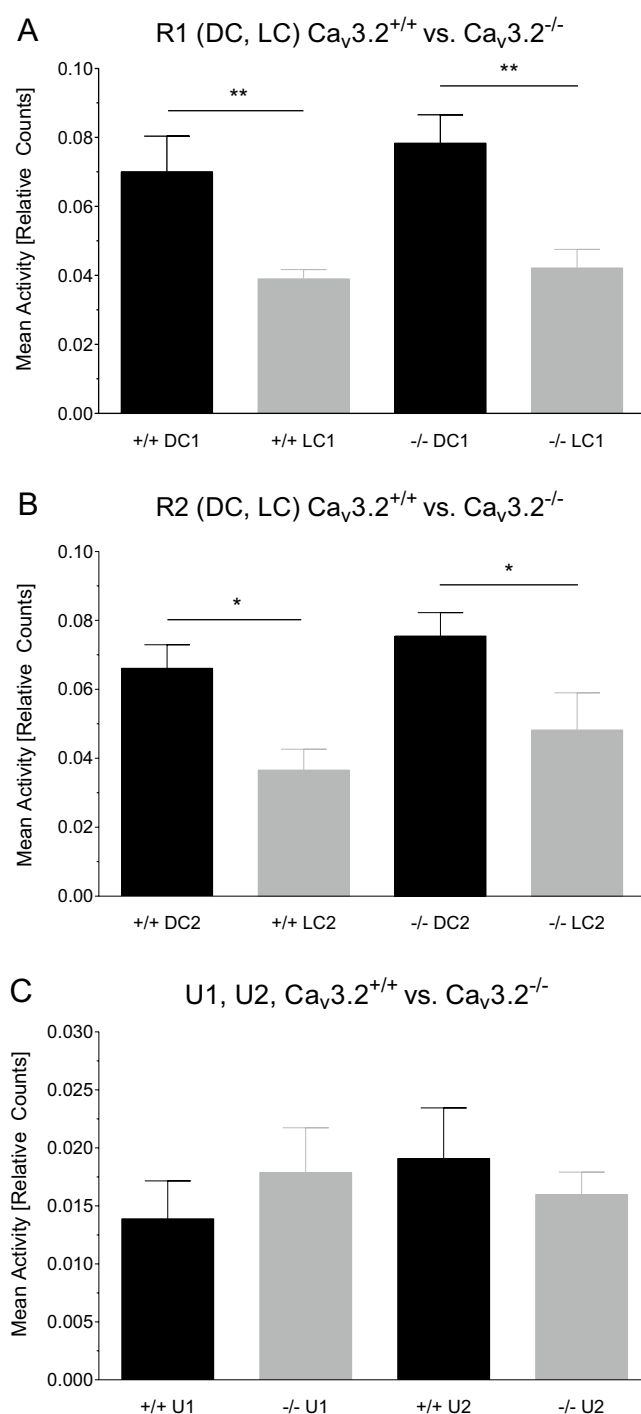 A
R1 (DC, LC) Cav3.2+/+ vs. Cav3.2-/-
Mean Activity [Relative Counts]
0.10
0.08
0.06
0.04
0.02
0.00
**
**
+/+ DC1 +/+ LC1 -/- DC1 -/- LC1
B
R2 (DC, LC) Cav3.2+/+ vs. Cav3.2-/-
Mean Activity [Relative Counts]
0.10
0.08
0.06
0.04
0.02
0.00
*
*
+/+ DC2 +/+ LC2 -/- DC2 -/- LC2
C
U1, U2, Cav3.2+/+ vs. Cav3.2-/-
Mean Activity [Relative Counts]
0.030
0.025
0.020
0.015
0.010
0.005
0.000
+/+ U1 -/- U1 +/+ U2 -/- U2